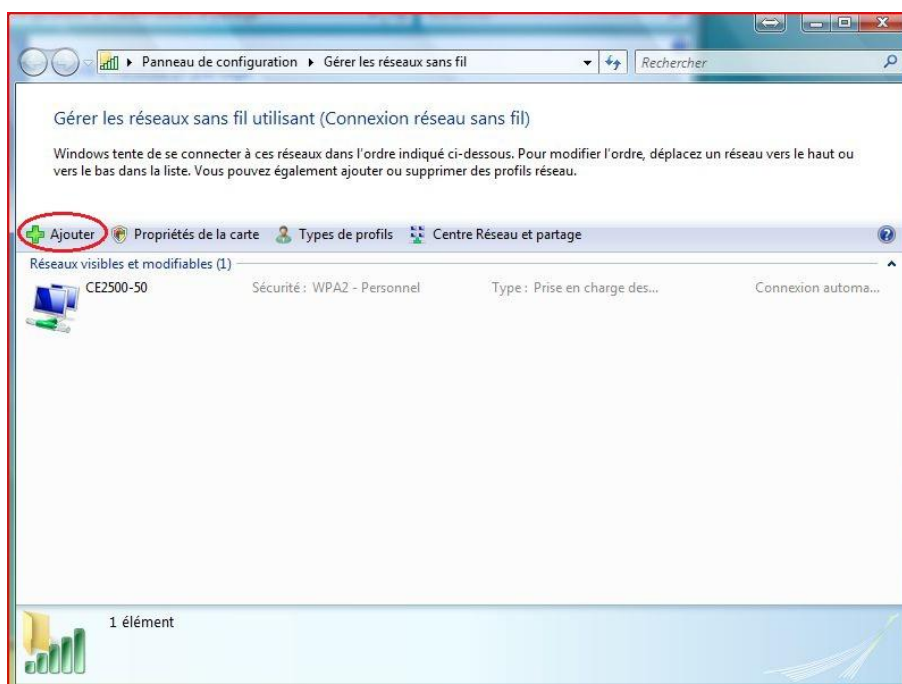 Panneau de configuration Gérer les réseaux sans fil
Rechercher
Gérer les réseaux sans fil utilisant (Connexion réseau sans fil)
Windows tente de se connecter à ces réseaux dans l'ordre indiqué ci-dessous. Pour modifier l'ordre, déplacez un réseau vers le haut ou
vers le bas dans la liste. Vous pouvez également ajouter ou supprimer des profils réseau.
Ajouter Propriétés de la carte Types de profils Centre Réseau et partage
Réseaux visibles et modifiables (1)
CE2500-50 Sécurité : WPA2 - Personnel Type : Prise en charge des... Connexion automa...
1 élément